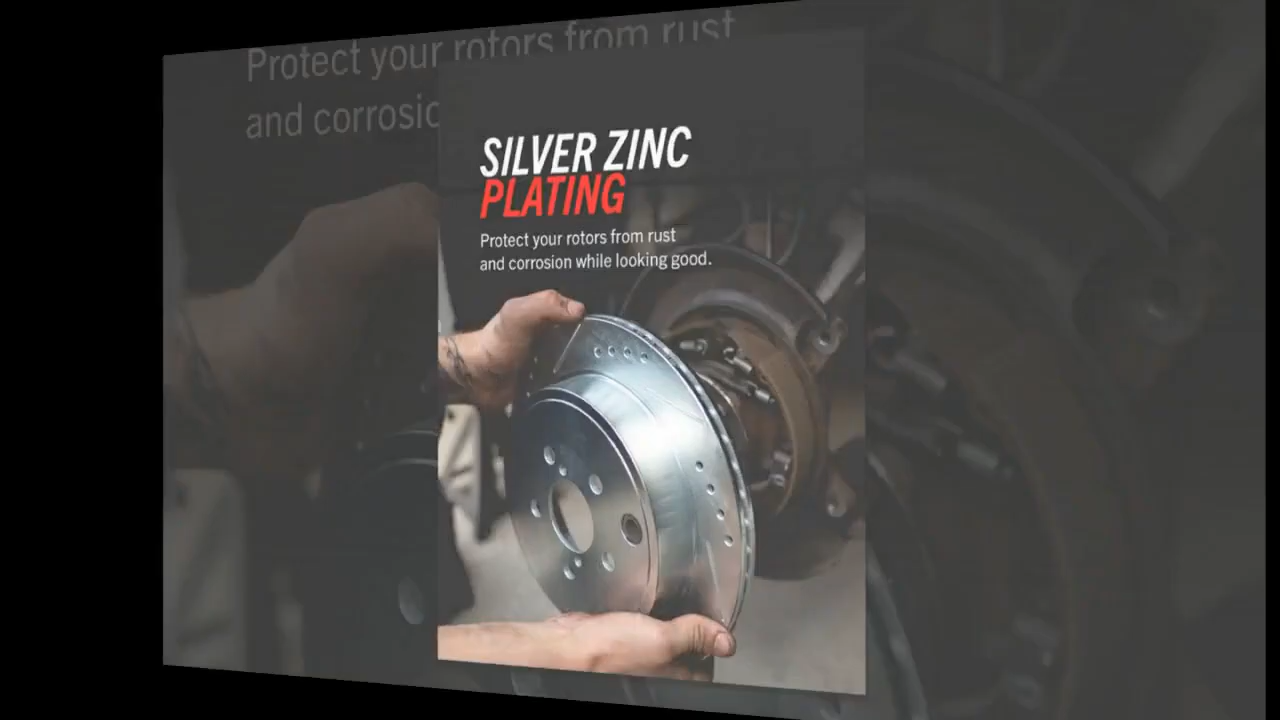 Protect your rotors from rust
and corrosic
SILVER ZINC
PLATING
Protect your rotors from rust
and corrosion while looking good.